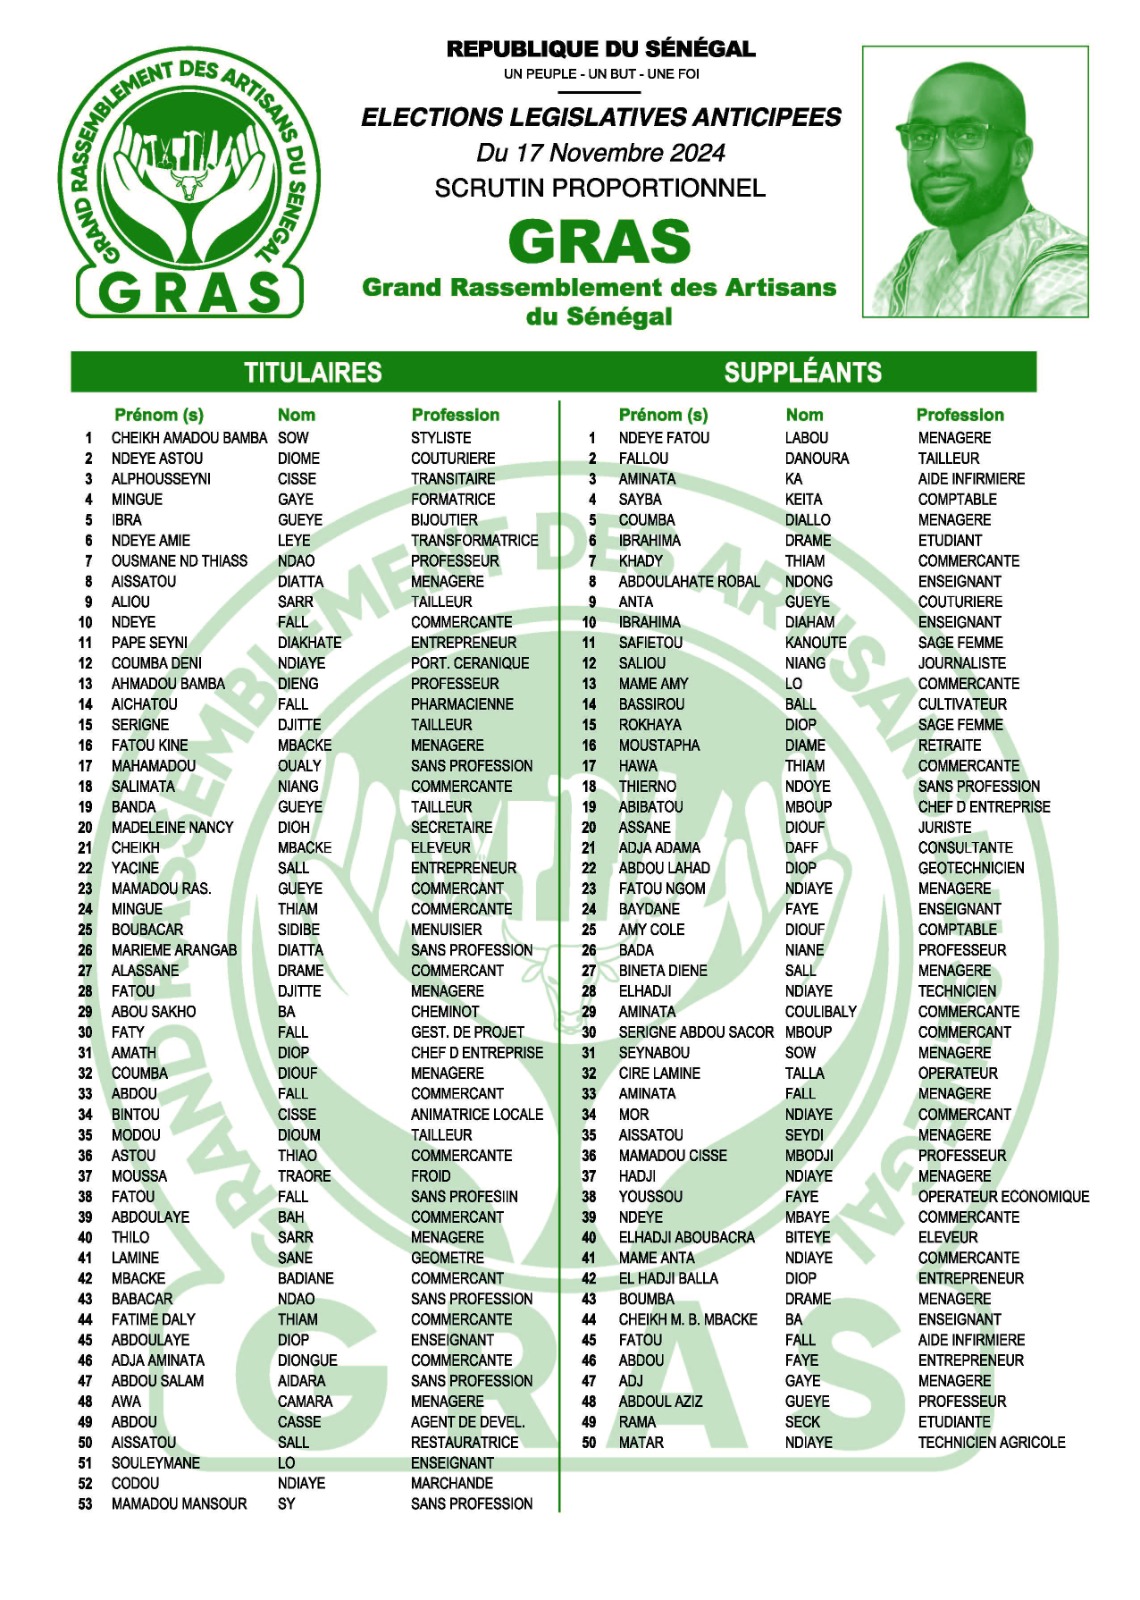 GRAND RASSEMBLEMENT DES ARTISANS DU SENEGAL
GRAS
REPUBLIQUE DU SÉNÉGAL
UN PEUPLE - UN BUT - UNE FOI
ELECTIONS LEGISLATIVES ANTICIPEES
Du 17 Novembre 2024
SCRUTIN PROPORTIONNEL
GRAS
Grand Rassemblement des Artisans
du Sénégal
TITULAIRES
Prénom (s) Nom Profession
1 CHEIKH AMADOU BAMBA SOW STYLISTE
2 NDEYE ASTOU DIOME COUTURIERE
3 ALPHOUSSEYNI CISSE TRANSITAIRE
4 MINGUE GAYE FORMATRICE
5 IBRA GUEYE BIJOUTIER
6 NDEYE AMIE LEYE TRANSFORMATRICE
7 OUSMANE ND THIASS NDAO PROFESSEUR
8 AISSATOU DIATTA MENAGERE
9 ALIOU SARR TAILLEUR
10 NDEYE FALL COMMERCANTE
11 PAPE SEYNI DIAKHATE ENTREPRENEUR
12 COUMBA DENI NDIAYE PORT. CERANIQUE
13 AHMADOU BAMBA DIENG PROFESSEUR
14 AICHATOU FALL PHARMACIENNE
15 SERIGNE DJITTE TAILLEUR
16 FATOU KINE MBACKE MENAGERE
17 MAHAMADOU OUALY SANS PROFESSION
18 SALIMATA NIANG COMMERCANTE
19 BANDA GUEYE TAILLEUR
20 MADELEINE NANCY DIOH SECRETAIRE
21 CHEIKH MBACKE ELEVEUR
22 YACINE SALL ENTREPRENEUR
23 MAMADOU RAS. GUEYE COMMERCANT
24 MINGUE THIAM COMMERCANTE
25 BOUBACAR SIDIBE MENUISIER
26 MARIEME ARANGAB DIATTA SANS PROFESSION
27 ALASSANE DRAME COMMERCANT
28 FATOU DJITTE MENAGERE
29 ABOU SAKHO BA CHEMINOT
30 FATY FALL GEST. DE PROJET
31 AMATH DIOP CHEF D ENTREPRISE
32 COUMBA DIOUF MENAGERE
33 ABDOU FALL COMMERCANT
34 BINTOU CISSE ANIMATRICE LOCALE
35 MODOU DIOUM TAILLEUR
36 ASTOU THIAO COMMERCANTE
37 MOUSSA TRAORE FROID
38 FATOU FALL SANS PROFESIIN
39 ABDOULAYE BAH COMMERCANT
40 THILO SARR MENAGERE
41 LAMINE SANE GEOMETRE
42 MBACKE BADIANE COMMERCANT
43 BABACAR NDAO SANS PROFESSION
44 FATIME DALY THIAM COMMERCANTE
45 ABDOULAYE DIOP ENSEIGNANT
46 ADJA AMINATA DIONGUE COMMERCANTE
47 ABDOU SALAM AIDARA SANS PROFESSION
48 AWA CAMARA MENAGERE
49 ABDOU CASSE AGENT DE DEVEL.
50 AISSATOU SALL RESTAURATRICE
51 SOULEYMANE LO ENSEIGNANT
52 CODOU NDIAYE MARCHANDE
53 MAMADOU MANSOUR SY SANS PROFESSION
SUPPLÉANTS
Prénom (s) Nom Profession
1 NDEYE FATOU LABOU MENAGERE
2 FALLOU DANOURA TAILLEUR
3 AMINATA KA AIDE INFIRMIERE
4 SAYBA KEITA COMPTABLE
5 COUMBA DIALLO MENAGERE
6 IBRAHIMA DRAME ETUDIANT
7 KHADY THIAM COMMERCANTE
8 ABDOULAHATE ROBAL NDONG ENSEIGNANT
9 ANTA GUEYE COUTURIERE
10 IBRAHIMA DIAHAM ENSEIGNANT
11 SAFIETOU KANOUTE SAGE FEMME
12 SALIOU NIANG JOURNALISTE
13 MAME AMY LO COMMERCANTE
14 BASSIROU BALL CULTIVATEUR
15 ROKHAYA DIOP SAGE FEMME
16 MOUSTAPHA DIAME RETRAITE
17 HAWA THIAM COMMERCANTE
18 THIERNO NDOYE SANS PROFESSION
19 ABIBATOU MBOUP CHEF D ENTREPRISE
20 ASSANE DIOUF JURISTE
21 ADJA ADAMA DAFF CONSULTANTE
22 ABDOU LAHAD DIOP GEOTECHNICIEN
23 FATOU NGOM NDIAYE MENAGERE
24 BAYDANE FAYE ENSEIGNANT
25 AMY COLE DIOUF COMPTABLE
26 BADA NIANE PROFESSEUR
27 BINETA DIENE SALL MENAGERE
28 ELHADJI NDIAYE TECHNICIEN
29 AMINATA COULIBALY COMMERCANTE
30 SERIGNE ABDOU SACOR MBOUP COMMERCANT
31 SEYNABOU SOW MENAGERE
32 CIRE LAMINE TALLA OPERATEUR
33 AMINATA FALL MENAGERE
34 MOR NDIAYE COMMERCANT
35 AISSATOU SEYDI MENAGERE
36 MAMADOU CISSE MBODJI PROFESSEUR
37 HADJI NDIAYE MENAGERE
38 YOUSSOU FAYE OPERATEUR ECONOMIQUE
39 NDEYE MBAYE COMMERCANTE
40 ELHADJI ABOUBACRA BITEYE ELEVEUR
41 MAME ANTA NDIAYE COMMERCANTE
42 EL HADJI BALLA DIOP ENTREPRENEUR
43 BOUMBA DRAME MENAGERE
44 CHEIKH M. B. MBACKE BA ENSEIGNANT
45 FATOU FALL AIDE INFIRMIERE
46 ABDOU FAYE ENTREPRENEUR
47 ADJ GAYE MENAGERE
48 ABDOUL AZIZ GUEYE PROFESSEUR
49 RAMA SECK ETUDIANTE
50 MATAR NDIAYE TECHNICIEN AGRICOLE
GRAND RASSEMBLEMENT DES ARTISANS DU SENEGAL
GRAS